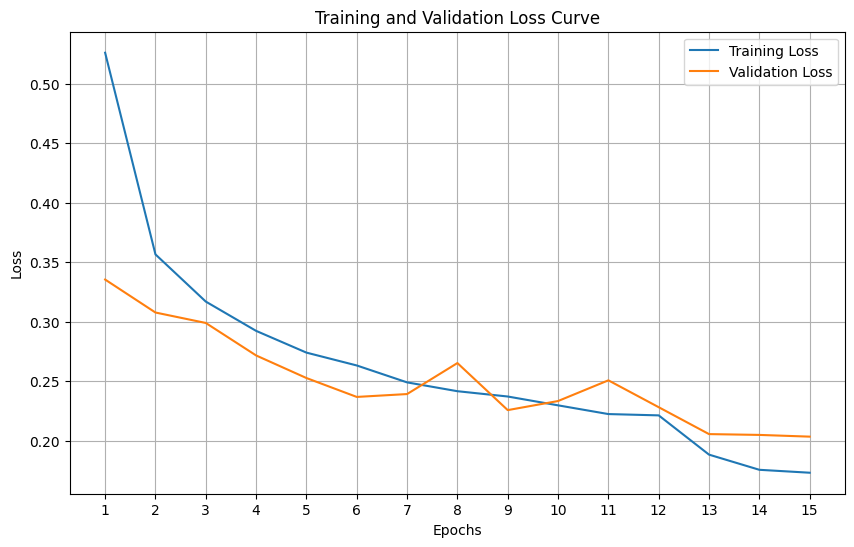 Training and Validation Loss Curve
Training Loss
Validation Loss
Loss
0.50
0.45
0.40
0.35
0.30
0.25
0.20
1 2 3 4 5 6 7 8 9 10 11 12 13 14 15
Epochs